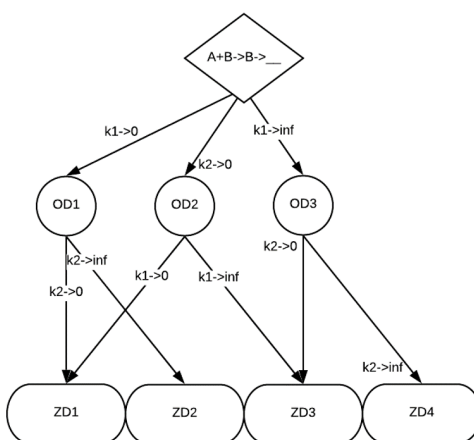 A+B->B->__
k1->0
k2->0
k1->inf
OD1
OD2
OD3
k2->inf
k2->0
k1->0
k1->inf
k2->0
k2->inf
ZD1
ZD2
ZD3
ZD4